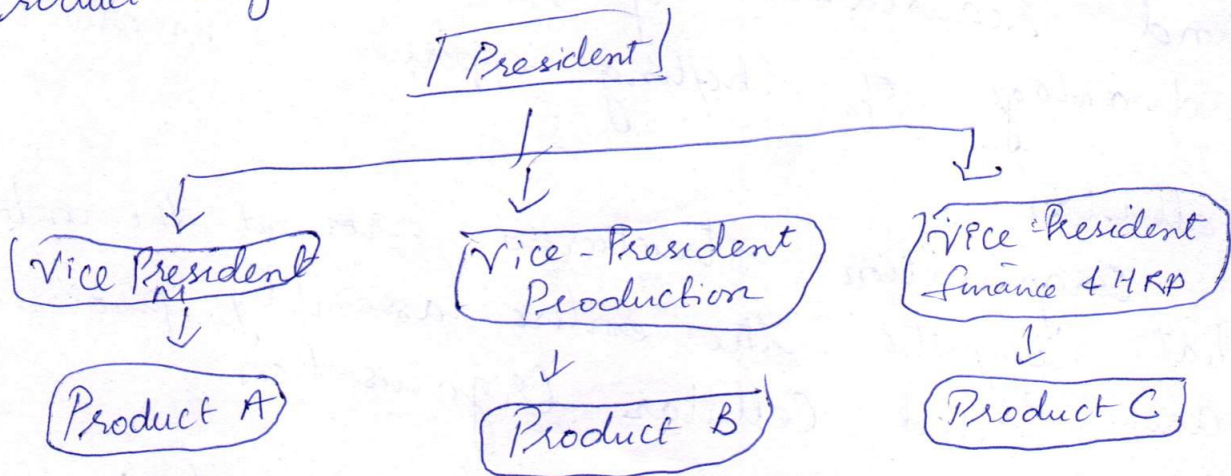 President
Vice President
M
Vice-President
Production
Vice-President
finance & HRD
Product A
Product B
Product C